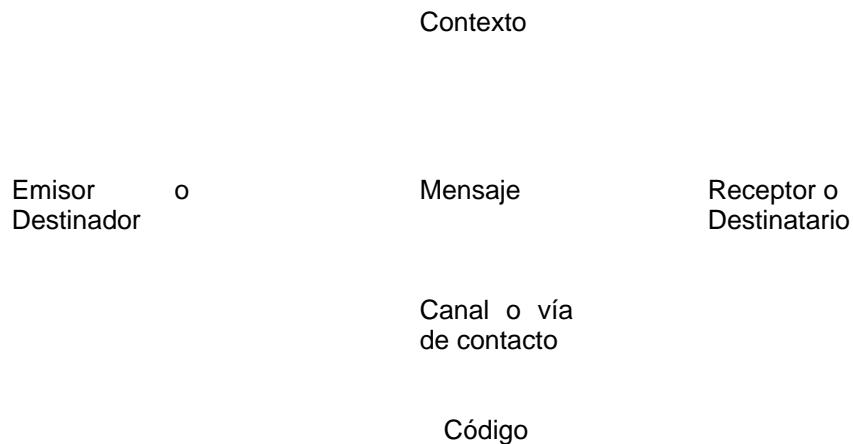 Contexto
Emisor o
Destinador
Mensaje
Receptor o
Destinatario
Canal o vía
de contacto
Código